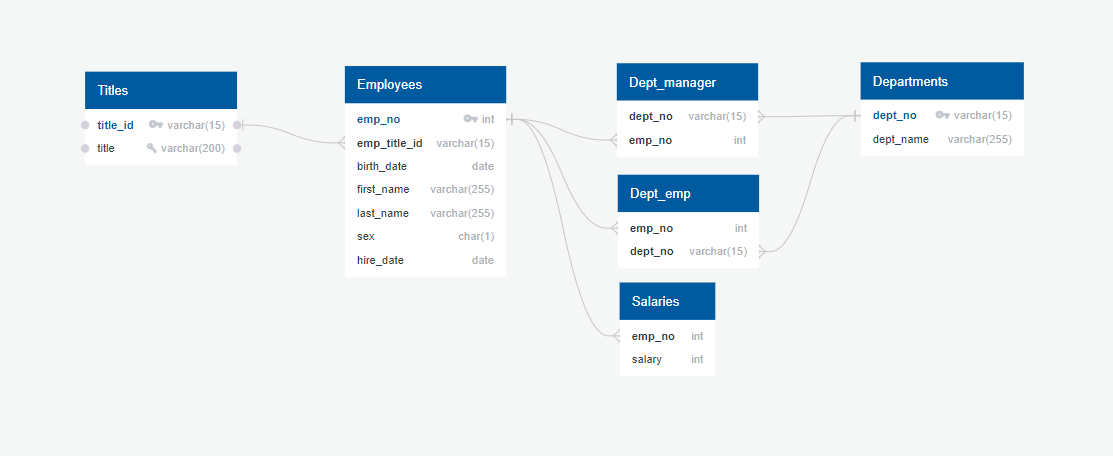 Titles
title_id varchar(15)
title varchar(200)
Employees
emp_no int
emp_title_id varchar(15)
birth_date date
first_name varchar(255)
last_name varchar(255)
sex char(1)
hire_date date
Dept_manager
dept_no varchar(15)
emp_no int
Dept_emp
emp_no int
dept_no varchar(15)
Salaries
emp_no int
salary int
Departments
dept_no varchar(15)
dept_name varchar(255)